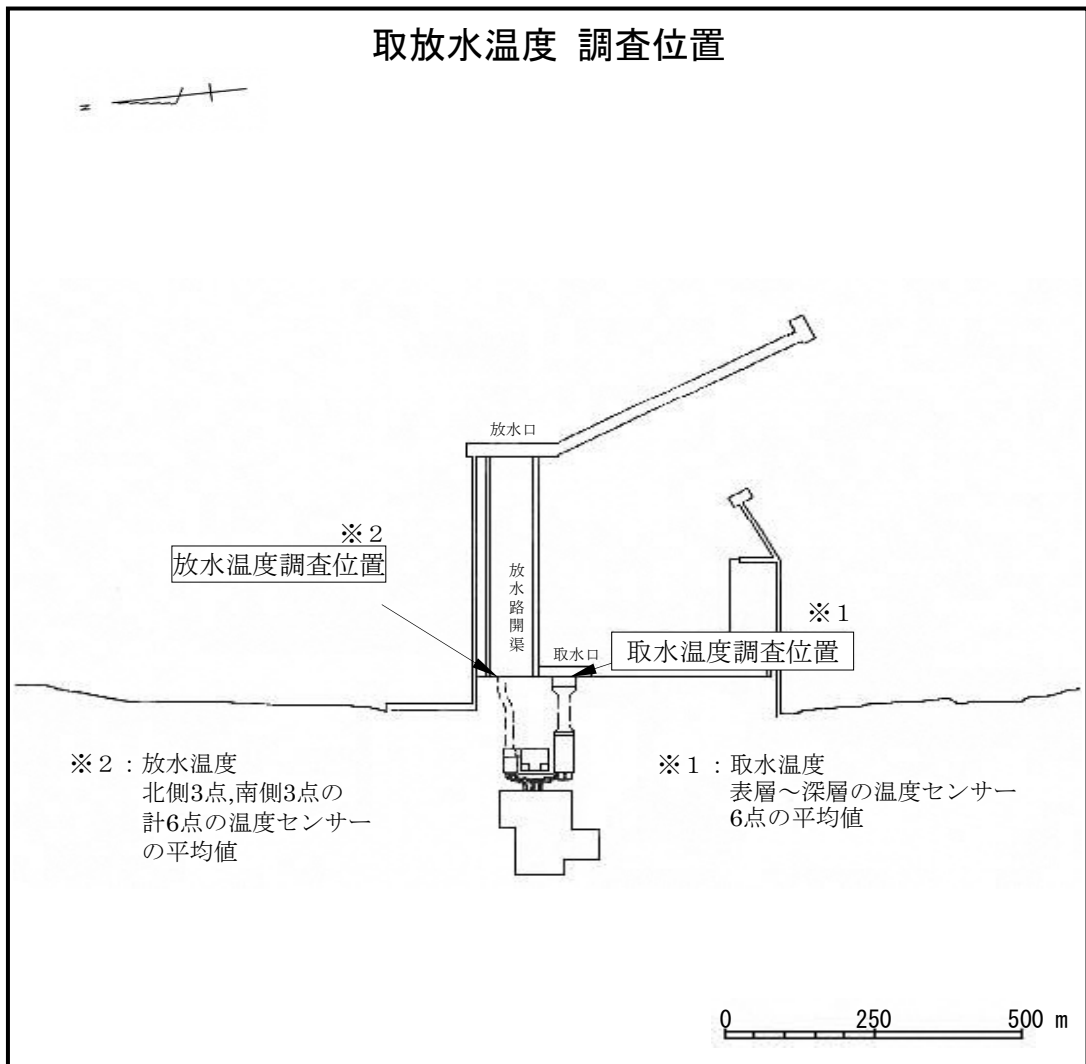 取放水温度 調査位置
N
放水口
※2
放水温度調査位置
放水路開渠
※1
取水口
取水温度調査位置
※2：放水温度
北側3点,南側3点の
計6点の温度センサー
の平均値
※1：取水温度
表層～深層の温度センサー
6点の平均値
0 250 500 m